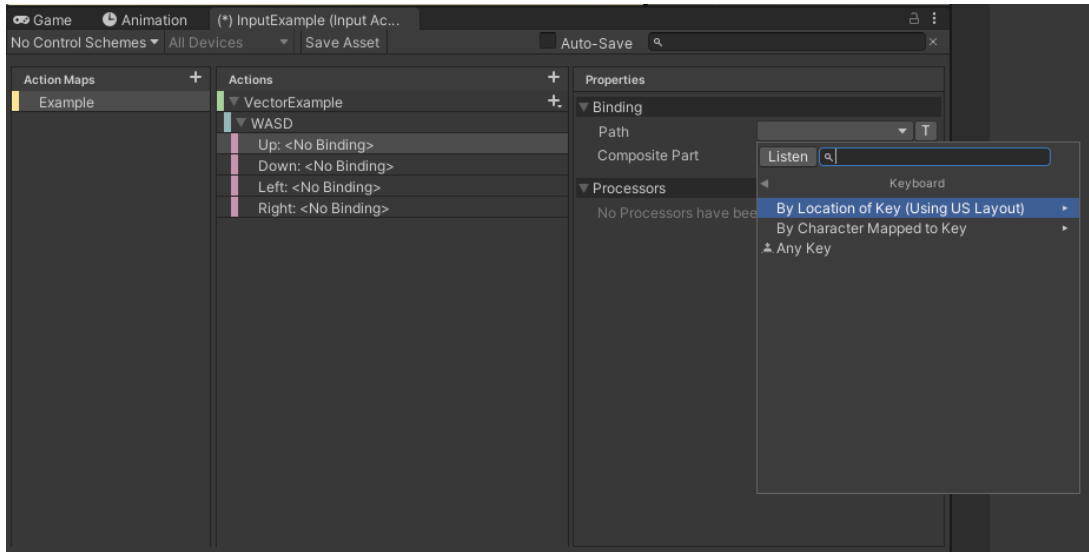 Game Animation (*) InputExample (Input Ac...
No Control Schemes All Devices Save Asset Auto-Save
Action Maps +
Example
Actions +
VectorExample +
WASD
Up: <No Binding>
Down: <No Binding>
Left: <No Binding>
Right: <No Binding>
Properties
Binding
Path T
Composite Part
Processors
No Processors have bee
Listen
Keyboard
By Location of Key (Using US Layout)
By Character Mapped to Key
Any Key